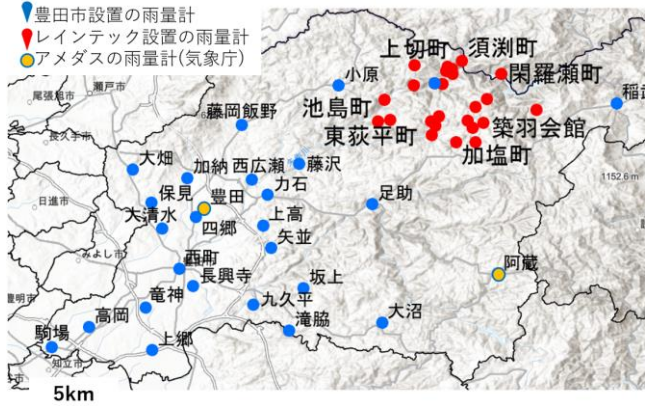 豊田市設置の雨量計
レインテック設置の雨量計
アメダスの雨量計(気象庁)
上切町
須渕町
閑羅瀬町
小原
稲武
池島町
藤岡飯野
東萩平町
築羽会館
加塩町
瀬戸市
尾張旭市
長久手市
大畑
加納
西広瀬
藤沢
1152.6 m
日進市
保見
豊田
力石
足助
大清水
四郷
上高
みよし市
矢並
西町
阿蔵
長興寺
坂上
豊明市
竜神
九久平
大沼
高岡
滝脇
駒場
上郷
知立市
5km